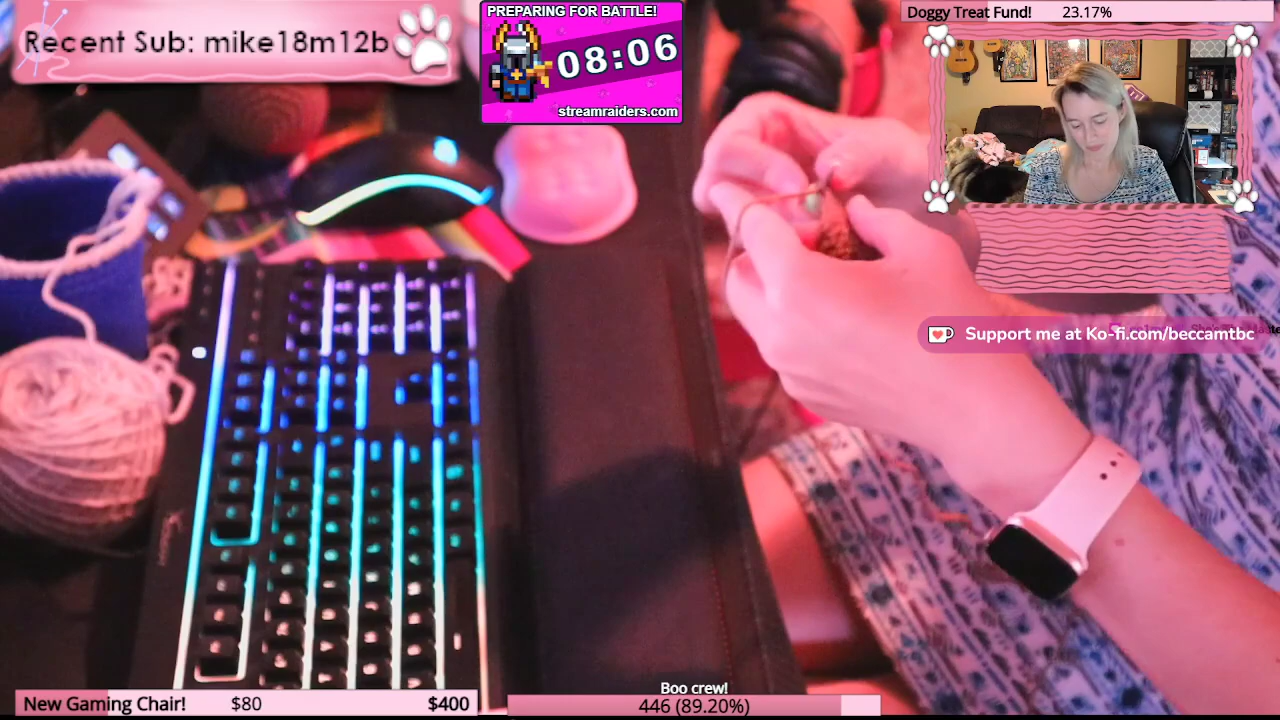 Recent Sub: mike18m12b
PREPARING FOR BATTLE!
08:06
streamraiders.com
Doggy Treat Fund! 23.17%
Support me at Ko-fi.com/beccamtbc
New Gaming Chair! $80 $400
Boo crew!
446 (89.20%)